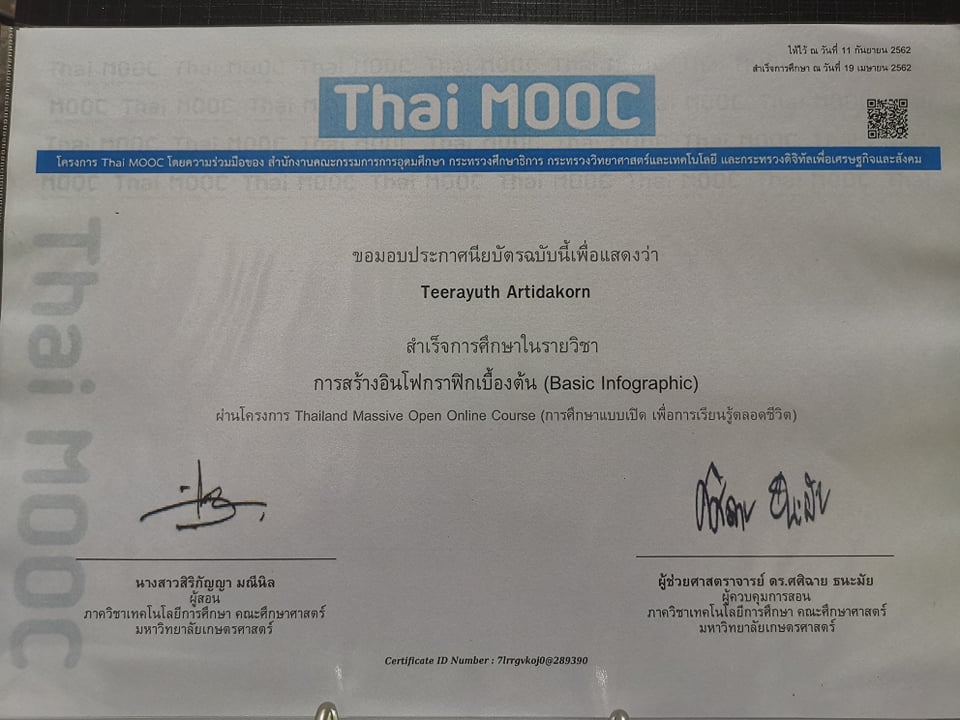 ให้ไว้ ณ วันที่ 11 กันยายน 2562
สำเร็จการศึกษา ณ วันที่ 19 เมษายน 2562
Thai MOOC
โครงการ Thai MOOC โดยความร่วมมือของ สำนักงานคณะกรรมการการอุดมศึกษา กระทรวงศึกษาธิการ กระทรวงวิทยาศาสตร์และเทคโนโลยี และกระทรวงดิจิทัลเพื่อเศรษฐกิจและสังคม
Thai MOOC
ขอมอบประกาศนียบัตรฉบับนี้เพื่อแสดงว่า
Teerayuth Artidakorn
สำเร็จการศึกษาในรายวิชา
การสร้างอินโฟกราฟิกเบื้องต้น (Basic Infographic)
ผ่านโครงการ Thailand Massive Open Online Course (การศึกษาแบบเปิด เพื่อการเรียนรู้ตลอดชีวิต)
นางสาวสิริกัญญา มณีนิล
ผู้สอน
ภาควิชาเทคโนโลยีการศึกษา คณะศึกษาศาสตร์
มหาวิทยาลัยเกษตรศาสตร์
ผู้ช่วยศาสตราจารย์ ดร.ศศิฉาย ธนะมัย
ผู้ควบคุมการสอน
ภาควิชาเทคโนโลยีการศึกษา คณะศึกษาศาสตร์
มหาวิทยาลัยเกษตรศาสตร์
Certificate ID Number : 7lrrgvkoj0@289390